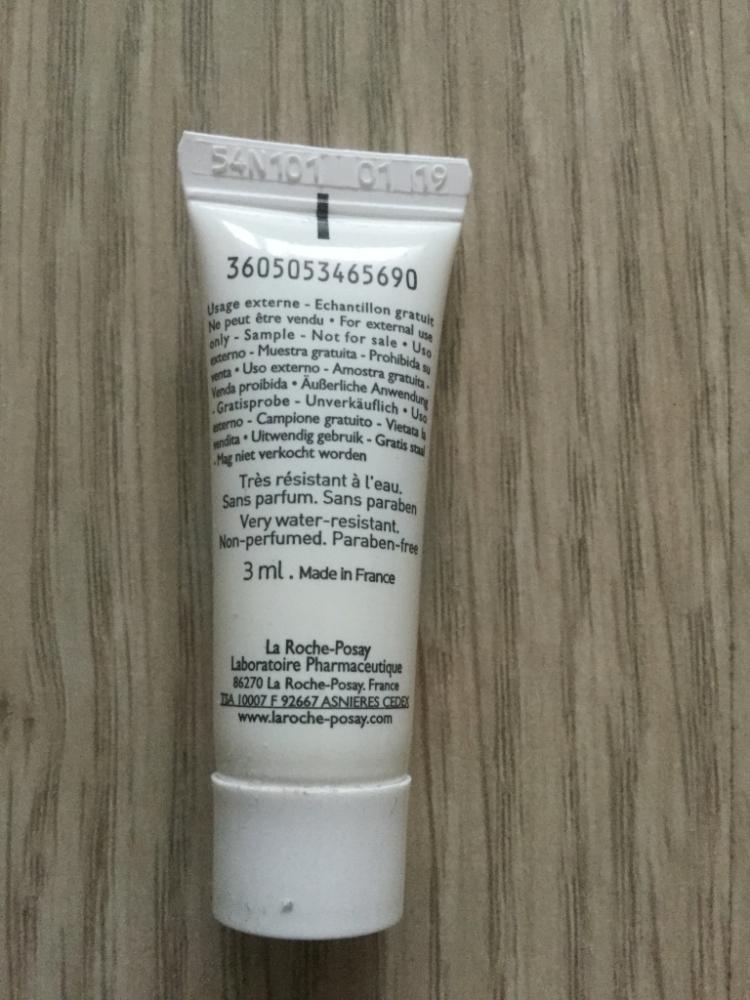 54N101 01 19
3605053465690
Usage externe - Echantillon gratuit
Ne peut être vendu • For external use
only - Sample - Not for sale • Uso
externo - Muestra gratuita - Prohibida su
venta • Uso externo - Amostra gratuita -
Venda proibida • Äußerliche Anwendung
- Gratisprobe - Unverkäuflich • Uso
esterno - Campione gratuito - Vietata la
vendita • Uitwendig gebruik - Gratis staal
- Mag niet verkocht worden
Très résistant à l'eau.
Sans parfum. Sans paraben
Very water-resistant.
Non-perfumed. Paraben-free
3 ml . Made in France
La Roche-Posay
Laboratoire Pharmaceutique
86270 La Roche-Posay. France
TSA 10007 F 92667 ASNIERES CEDEX
www.laroche-posay.com